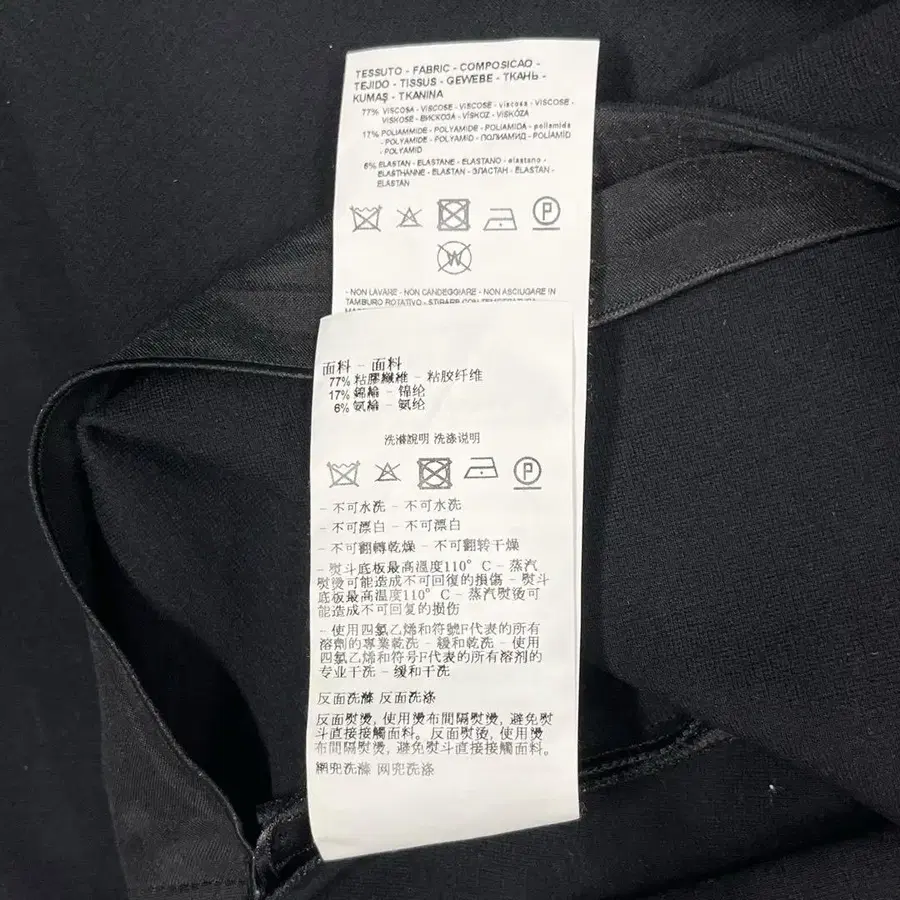 TESSUTO - FABRIC - COMPOSICAO -
TEJIDO - TISSUS - GEWEBE - ТКАНЬ -
KUMAŞ - TKANINA
77% VISCOSA - VISCOSE - VISCOSE - viscosa - VISCOSE -
VISKOSE - ВИСКОЗА - VİSKOZ - VISKÓZA
17% POLIAMMIDE - POLYAMIDE - POLIAMIDA - poliamida
- POLYAMIDE - POLYAMID - ПОЛИАМИД - POLİAMİD
- POLYAMID
6% ELASTAN - ELASTANE - ELASTANO - elastano -
ELASTHANNE - ELASTAN - ЭЛАСТАН - ELASTAN -
ELASTAN
P
W
- NON LAVARE - NON CANDEGGIARE - NON ASCIUGARE IN
TAMBURO ROTATIVO - STIRARE CON TEMPERATURA
面料 - 面料
77% 粘膠纖維 - 粘胶纤维
17% 錦綸 - 锦纶
6% 氨綸 - 氨纶
洗滌說明 洗涤说明
P
- 不可水洗 - 不可水洗
- 不可漂白 - 不可漂白
- 不可翻轉乾燥 - 不可翻转干燥
- 熨斗底板最高溫度110° C - 蒸汽
熨燙可能造成不可回復的損傷 - 熨斗
底板最高温度110° C - 蒸汽熨烫可
能造成不可回复的损伤
- 使用四氯乙烯和符號F代表的所有
溶劑的專業乾洗 - 緩和乾洗 - 使用
四氯乙烯和符号F代表的所有溶剂的
专业干洗 - 缓和干洗
反面洗滌 反面洗涤
反面熨燙, 使用燙布間隔熨燙, 避免熨
斗直接接觸面料。反面熨烫, 使用烫
布間隔熨烫, 避免熨斗直接接觸面料。
網兜洗滌 网兜洗涤